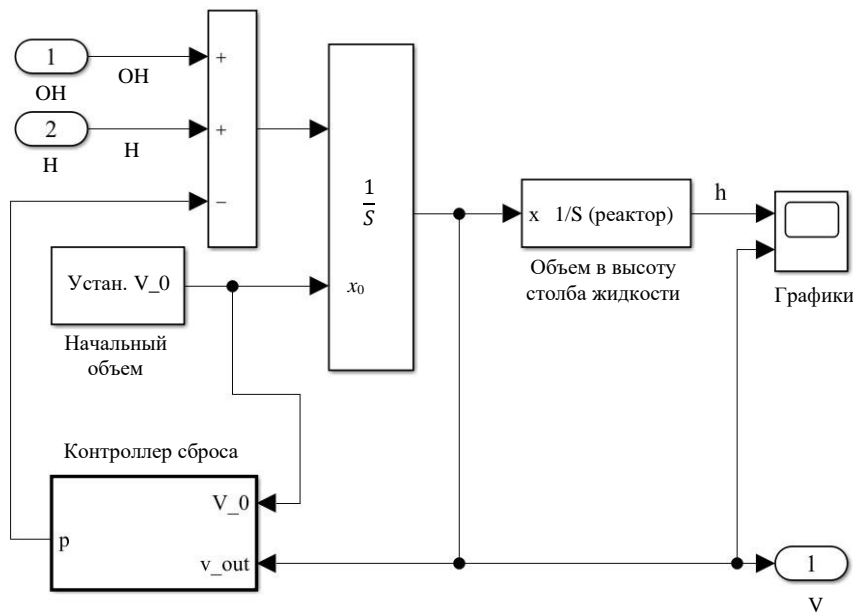 1
OH
OH
2
H
H
+
+
−
1
S
x₀
Устан. V_0
Начальный
объем
x 1/S (реактор)
Объем в высоту
столба жидкости
h
Графики
Контроллер сброса
V_0
p
v_out
1
V